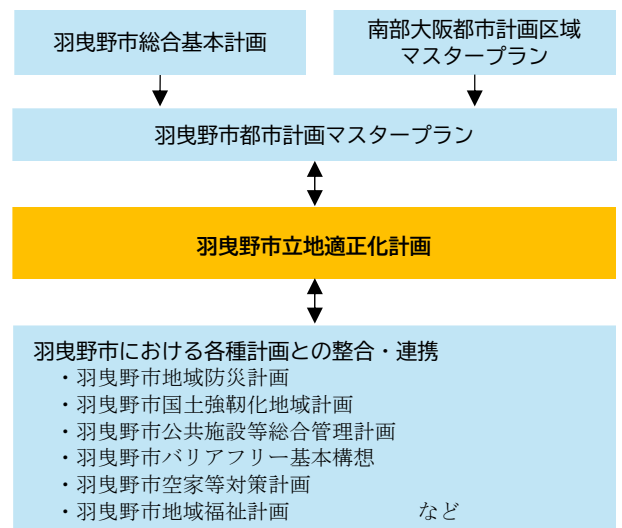 羽曳野市総合基本計画
南部大阪都市計画区域
マスタープラン
羽曳野市都市計画マスタープラン
羽曳野市立地適正化計画
羽曳野市における各種計画との整合・連携
・羽曳野市地域防災計画
・羽曳野市国土強靱化地域計画
・羽曳野市公共施設等総合管理計画
・羽曳野市バリアフリー基本構想
・羽曳野市空家等対策計画
・羽曳野市地域福祉計画 など